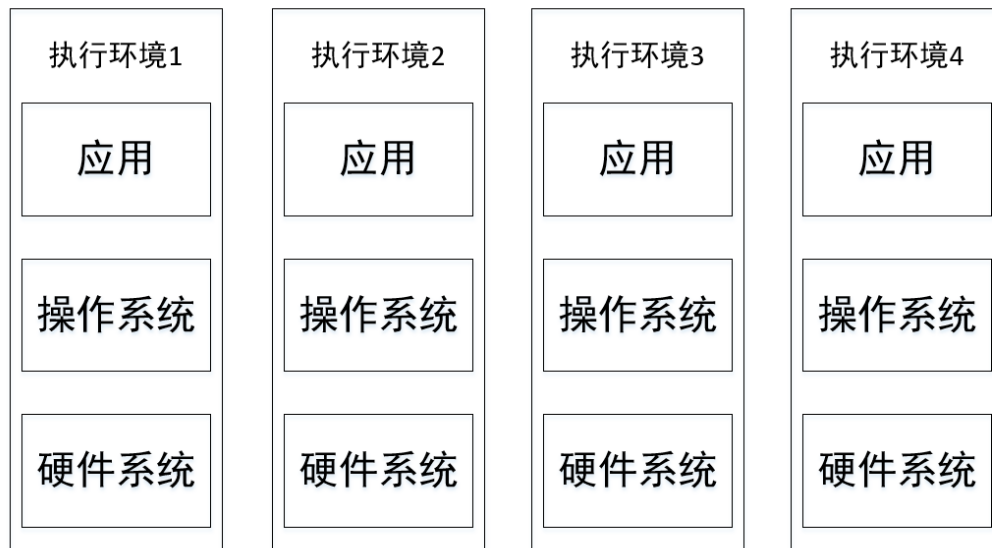 执行环境1
执行环境2
执行环境3
执行环境4
应用
应用
应用
应用
操作系统
操作系统
操作系统
操作系统
硬件系统
硬件系统
硬件系统
硬件系统